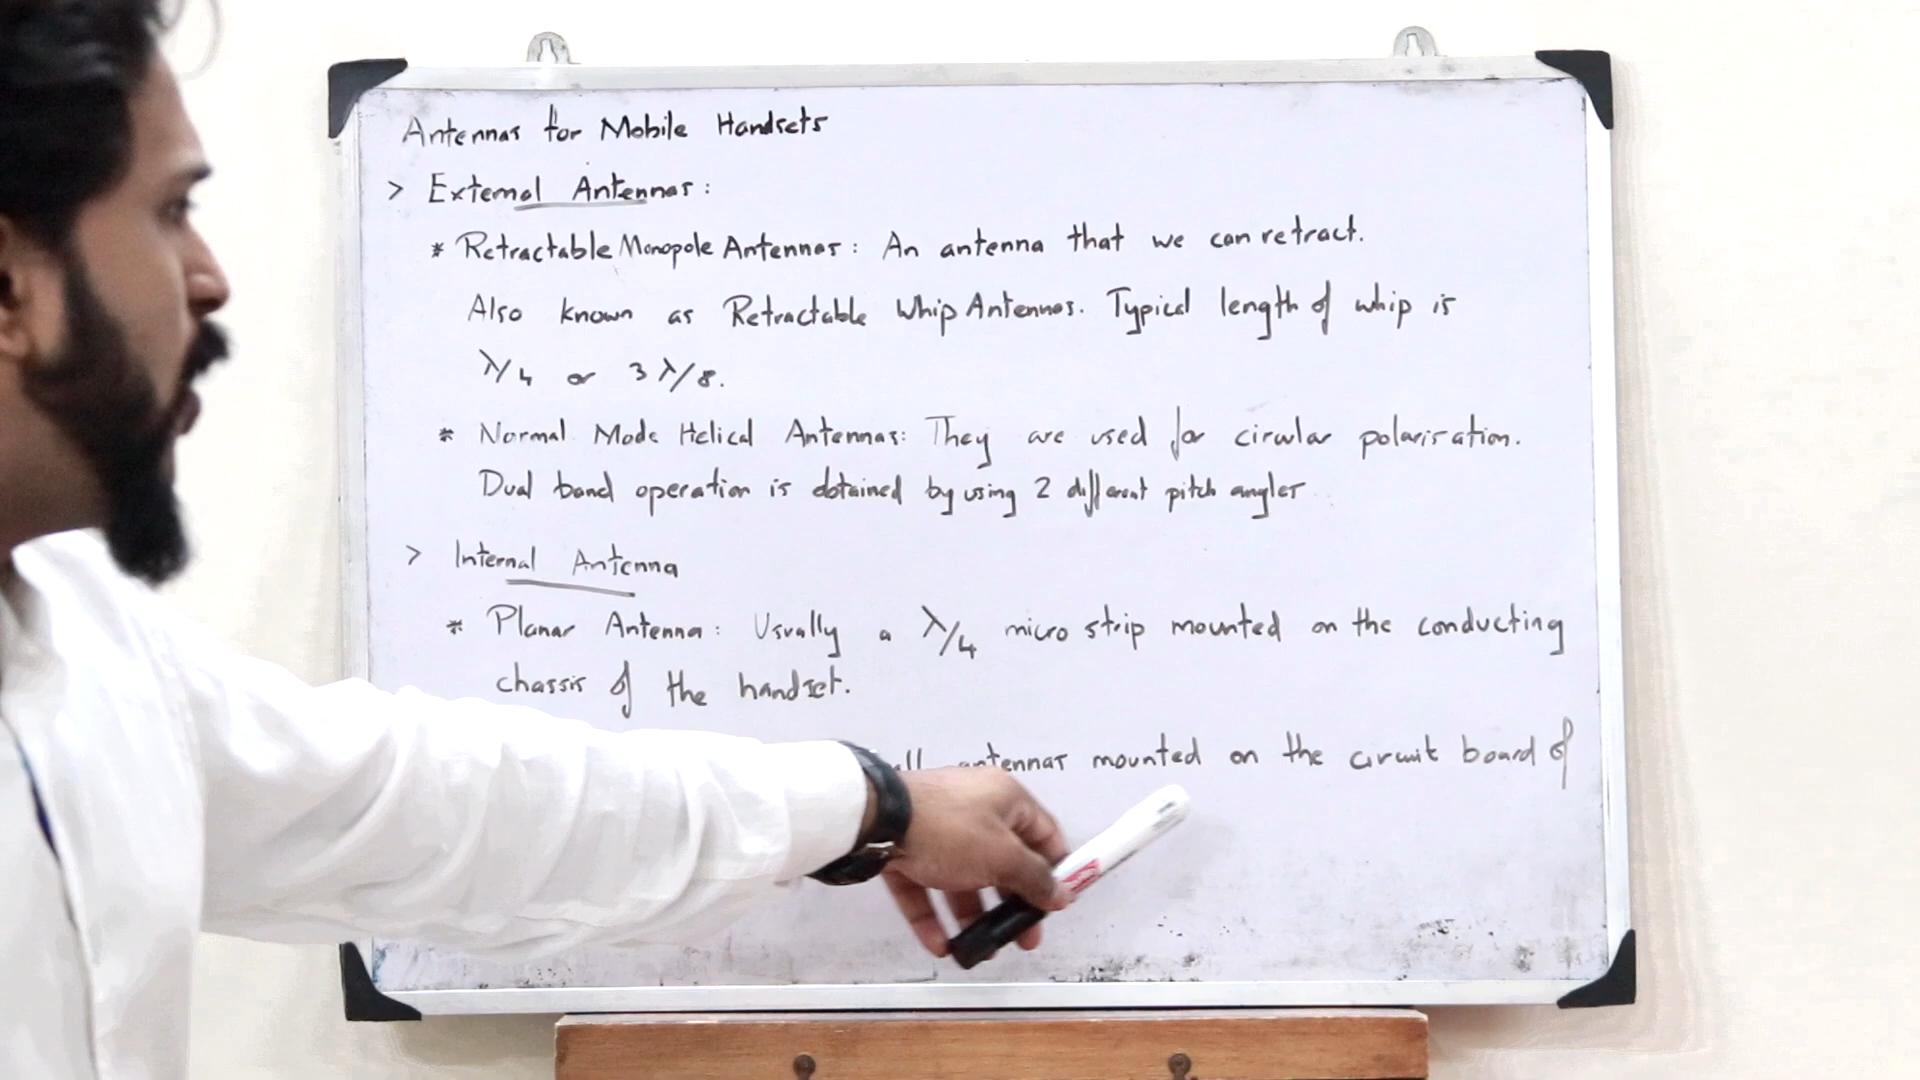 Antennas for Mobile Handsets
> External Antennas:
* Retractable Monopole Antennas: An antenna that we can retract.
Also known as Retractable Whip Antennas. Typical length of whip is
λ/4 or 3λ/8.
* Normal Mode Helical Antennas: They are used for circular polarisation.
Dual band operation is obtained by using 2 different pitch angles
> Internal Antenna
* Planar Antenna: Usually a λ/4 micro strip mounted on the conducting
chassis of the handset.
antennas mounted on the circuit board of